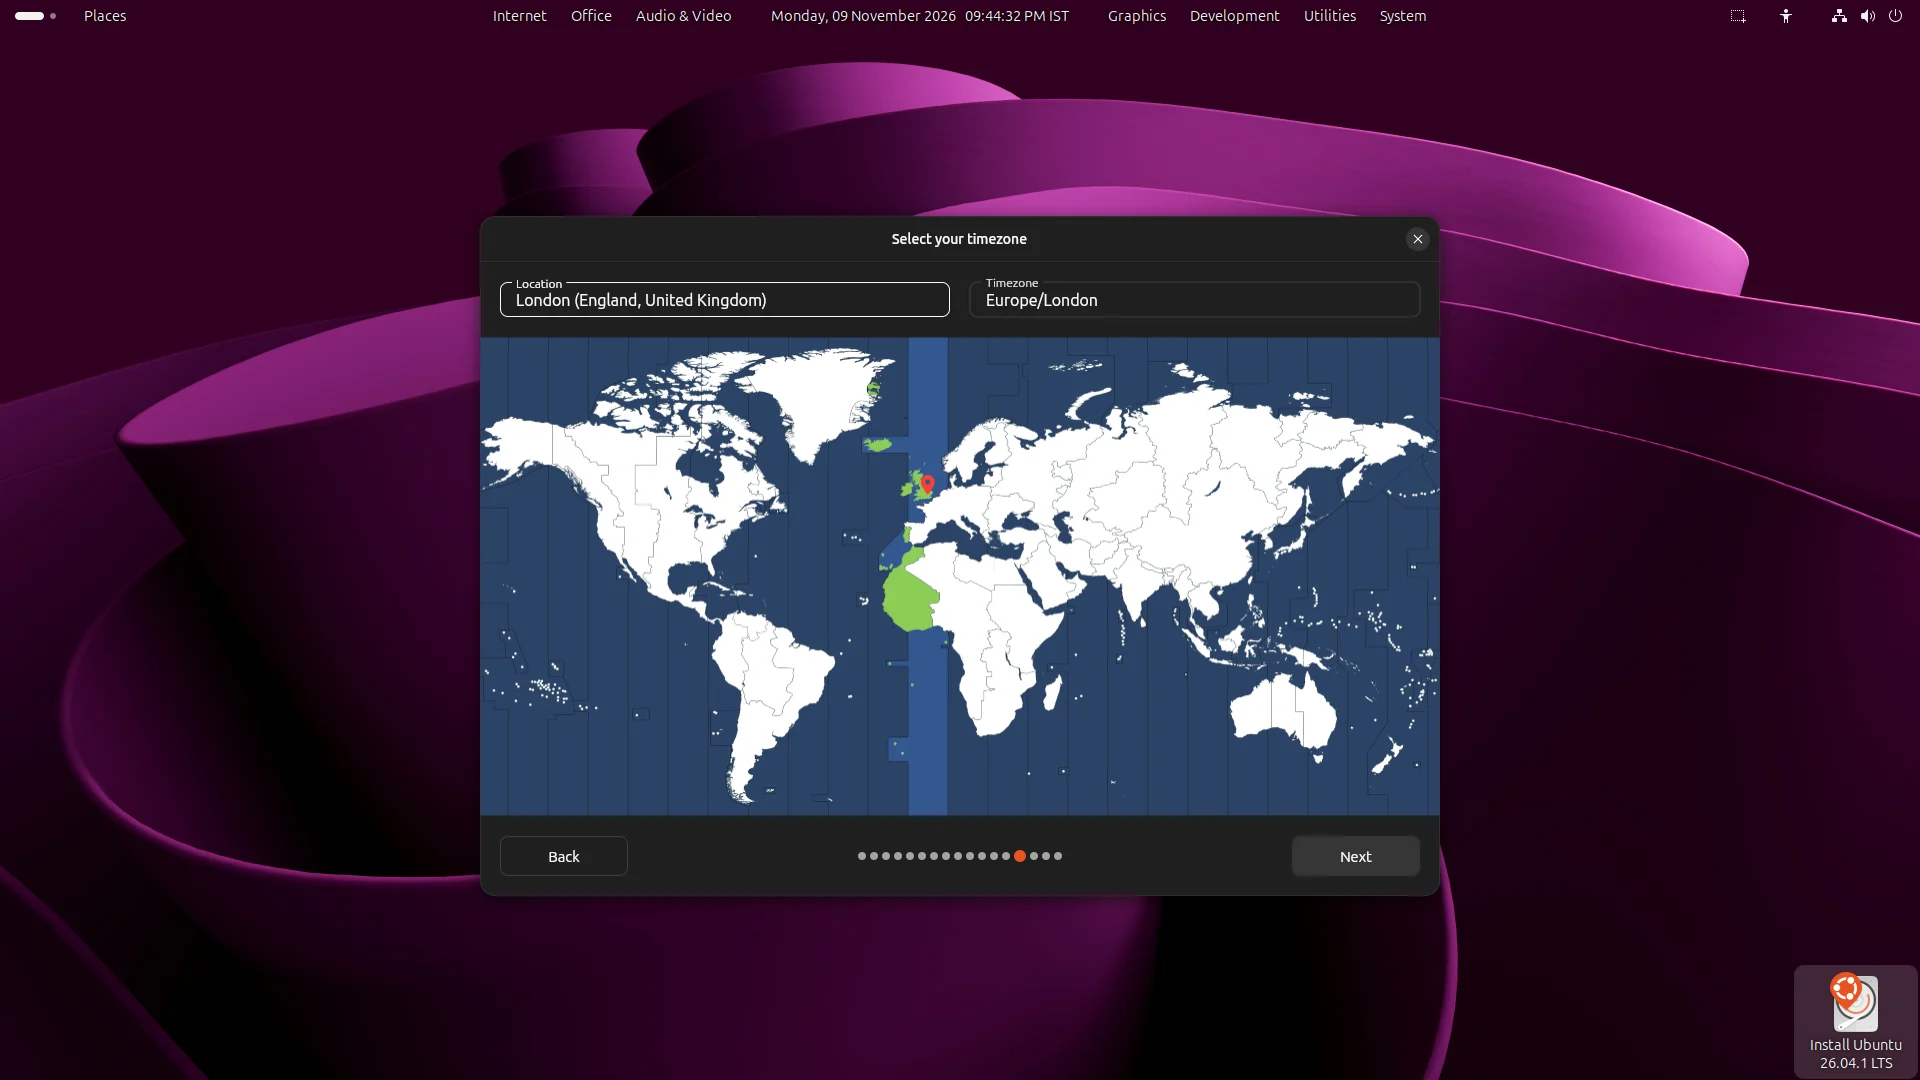 Places
Internet
Office
Audio & Video
Monday, 09 November 2026 09:44:32 PM IST
Graphics
Development
Utilities
System
Select your timezone
Location
London (England, United Kingdom)
Timezone
Europe/London
Back
Next
Install Ubuntu
26.04.1 LTS